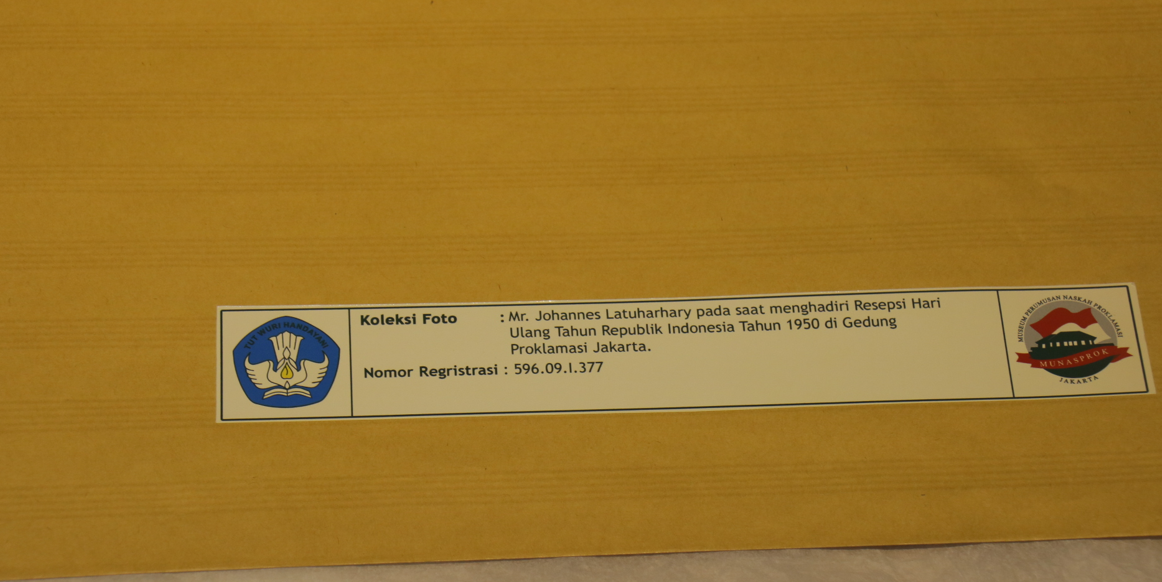 TUT WURI HANDAYANI
Koleksi Foto : Mr. Johannes Latuharhary pada saat menghadiri Resepsi Hari
Ulang Tahun Republik Indonesia Tahun 1950 di Gedung
Proklamasi Jakarta.
Nomor Regristrasi : 596.09.I.377
MUSEUM PERUMUSAN NASKAH PROKLAMASI
MUNASPROK
JAKARTA